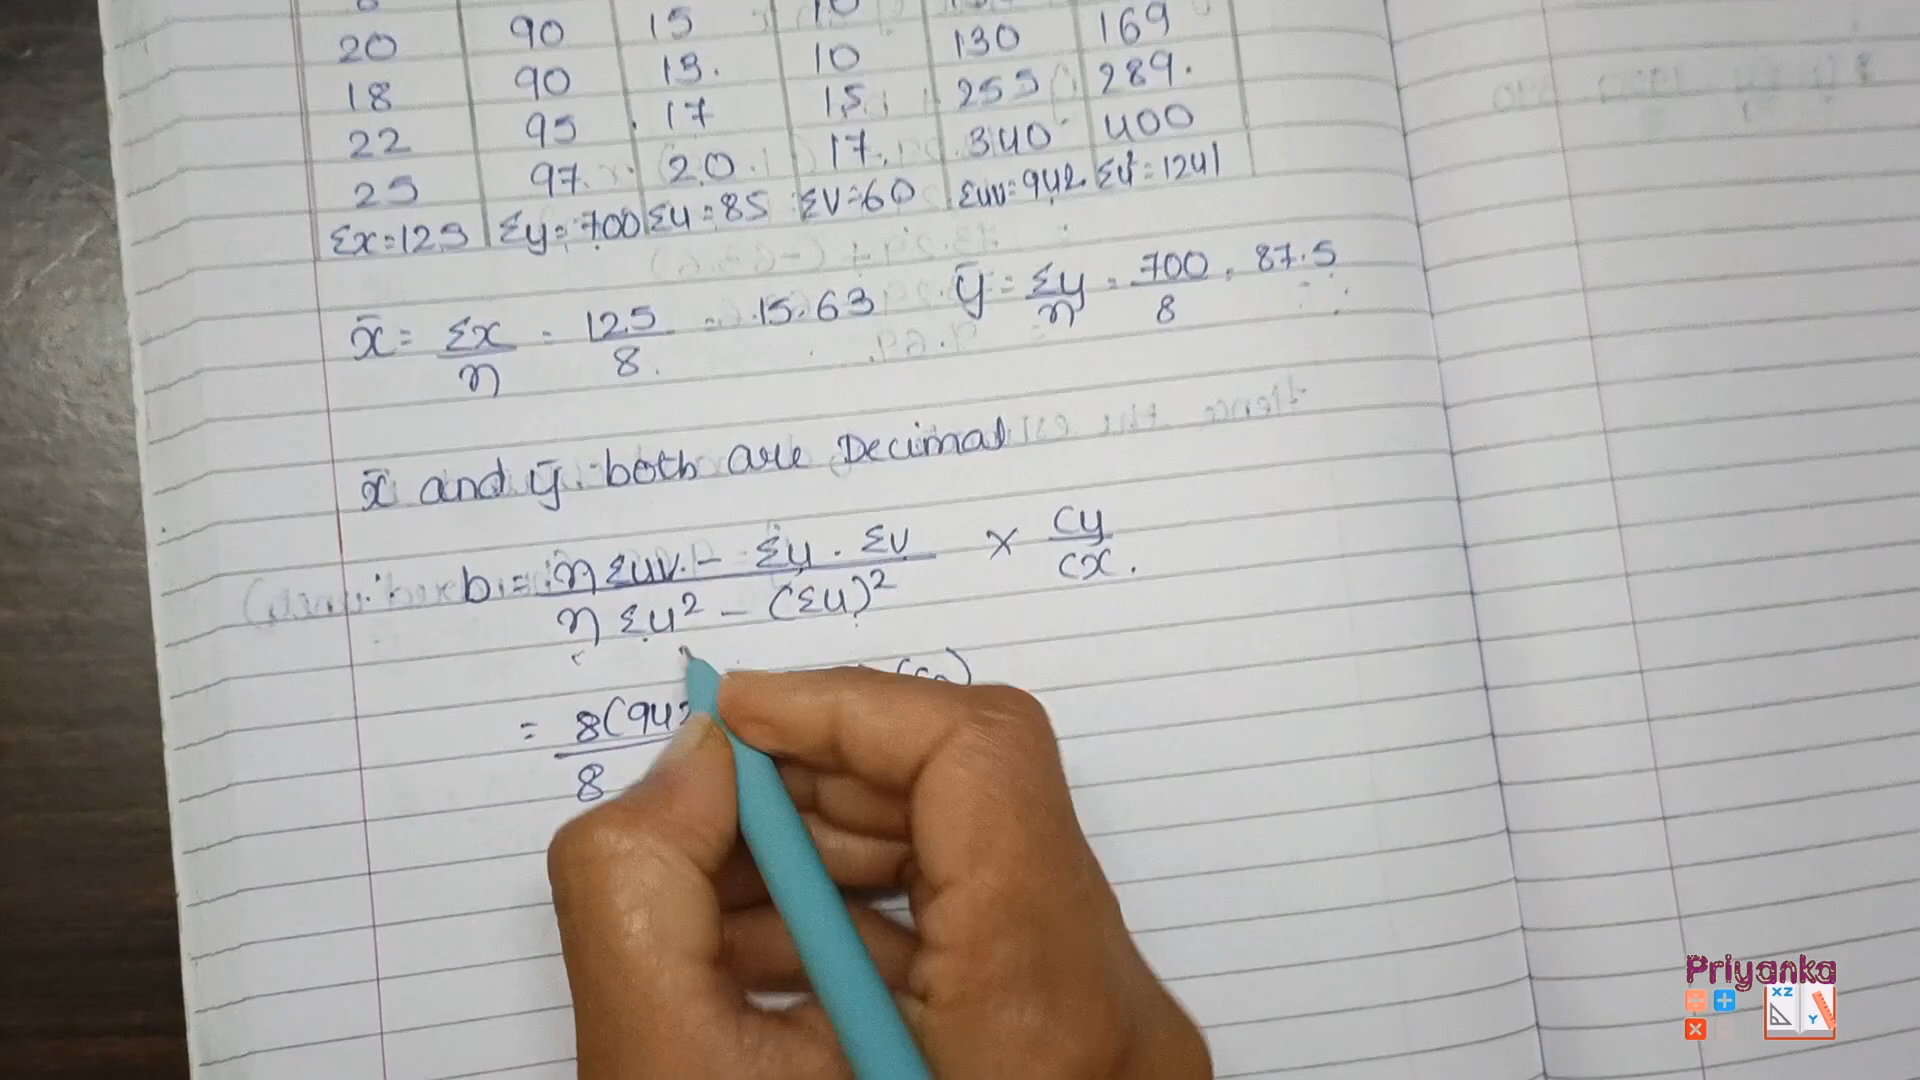 20 90 15 10
18 90 13. 10 130 169
22 95 17 15 255 289.
25 97 20 17 340 400
Σx=125 Σy=700 Σu=85 Σv=60 Σuv=942 Σu²=1241
x̄ = Σx/n = 125/8 = 15.63 ȳ = Σy/n = 700/8 = 87.5
x̄ and ȳ both are Decimal
∴ b = nΣuv - Σu . Σv / nΣu² - (Σu)² × Cy/Cx.
= 8(942
8
Priyanka
XZ
Y